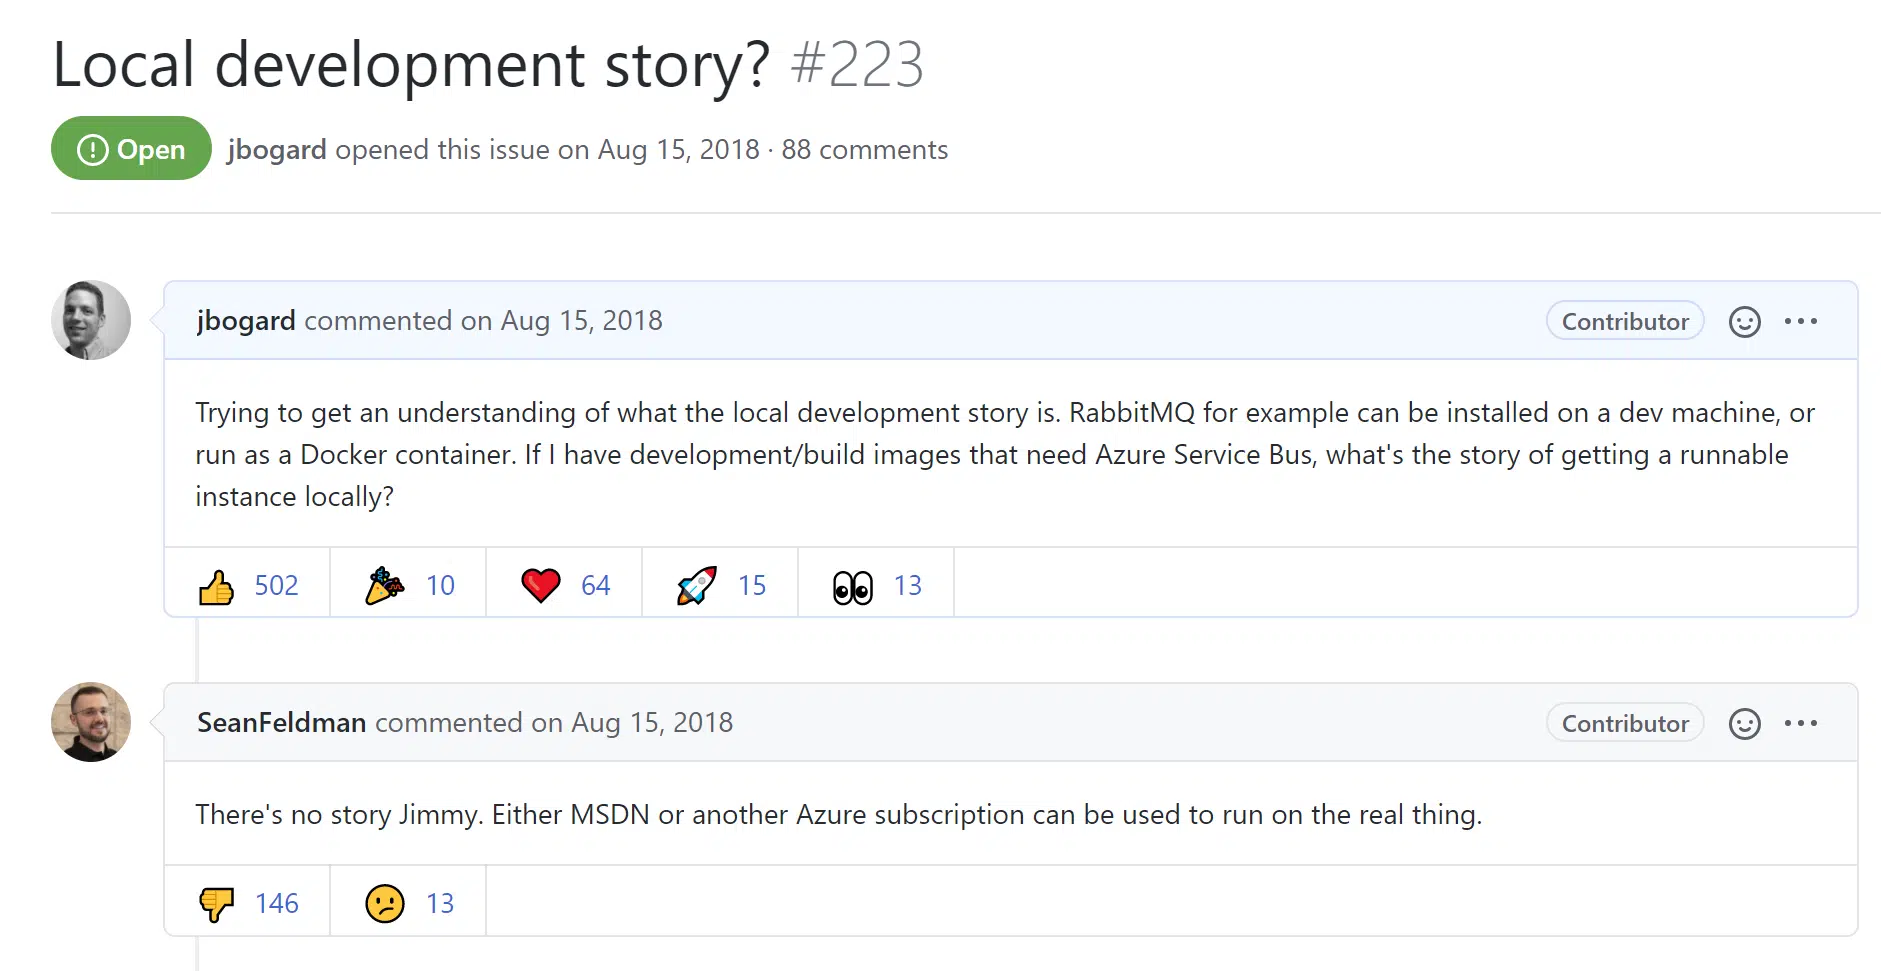 Local development story? #223
Open jbogard opened this issue on Aug 15, 2018 · 88 comments
jbogard commented on Aug 15, 2018 Contributor
Trying to get an understanding of what the local development story is. RabbitMQ for example can be installed on a dev machine, or
run as a Docker container. If I have development/build images that need Azure Service Bus, what's the story of getting a runnable
instance locally?
502 10 64 15 13
SeanFeldman commented on Aug 15, 2018 Contributor
There's no story Jimmy. Either MSDN or another Azure subscription can be used to run on the real thing.
146 13